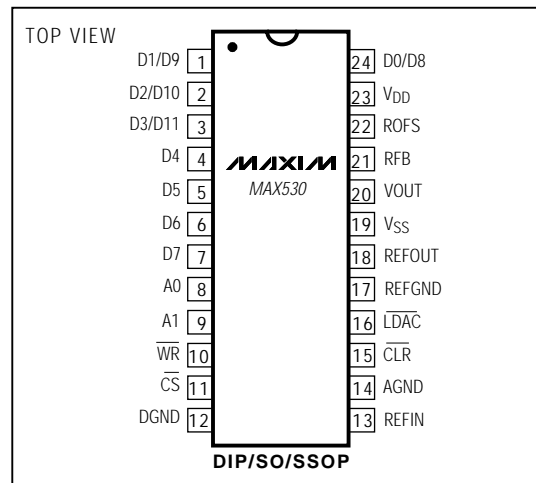 TOP VIEW
D1/D9 1
D2/D10 2
D3/D11 3
D4 4
D5 5
D6 6
D7 7
A0 8
A1 9
WR 10
CS 11
DGND 12
MAXIM
MAX530
24 D0/D8
23 VDD
22 ROFS
21 RFB
20 VOUT
19 VSS
18 REFOUT
17 REFGND
16 LDAC
15 CLR
14 AGND
13 REFIN
DIP/SO/SSOP